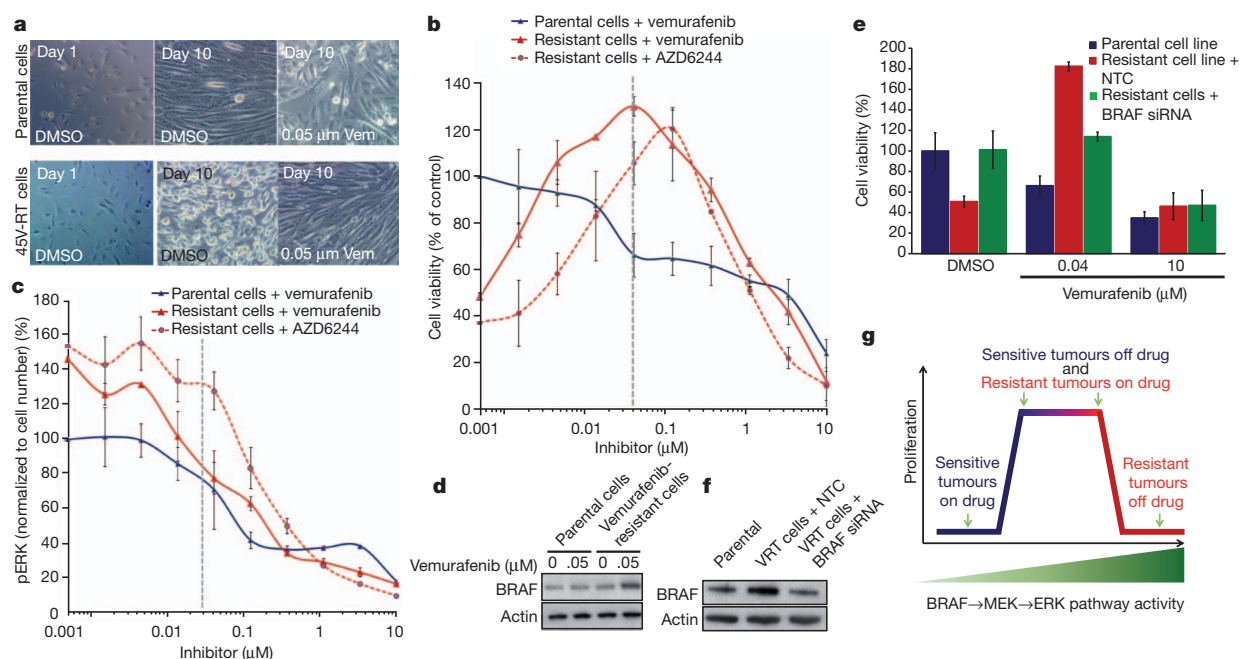 a
Parental cells
Day 1
DMSO
Day 10
Day 10
0.05 μm Vem
45V-RT cells
Day 1
DMSO
Day 10
DMSO
Day 10
0.05 μm Vem
b
Parental cells + vemurafenib
Resistant cells + vemurafenib
Resistant cells + AZD6244
Cell viability (% of control)
140
120
100
80
60
40
20
0
0.001 0.01 0.1 1 10
Inhibitor (μM)
c
Parental cells + vemurafenib
Resistant cells + vemurafenib
Resistant cells + AZD6244
pERK (normalized to cell number) (%)
180
160
140
120
100
80
60
40
20
0
0.001 0.01 0.1 1 10
Inhibitor (μM)
d
Parental cells
Vemurafenib-
resistant cells
Vemurafenib (μM) 0 .05 0 .05
BRAF
Actin
e
Parental cell line
Resistant cell line +
NTC
Resistant cells +
BRAF siRNA
Cell viability (%)
200
180
160
140
120
100
80
60
40
20
0
DMSO 0.04 10
Vemurafenib (μM)
f
Parental
VRT cells + NTC
VRT cells +
BRAF siRNA
BRAF
Actin
g
Sensitive tumours off drug
and
Resistant tumours on drug
Proliferation
Sensitive
tumours
on drug
Resistant
tumours
off drug
BRAF→MEK→ERK pathway activity